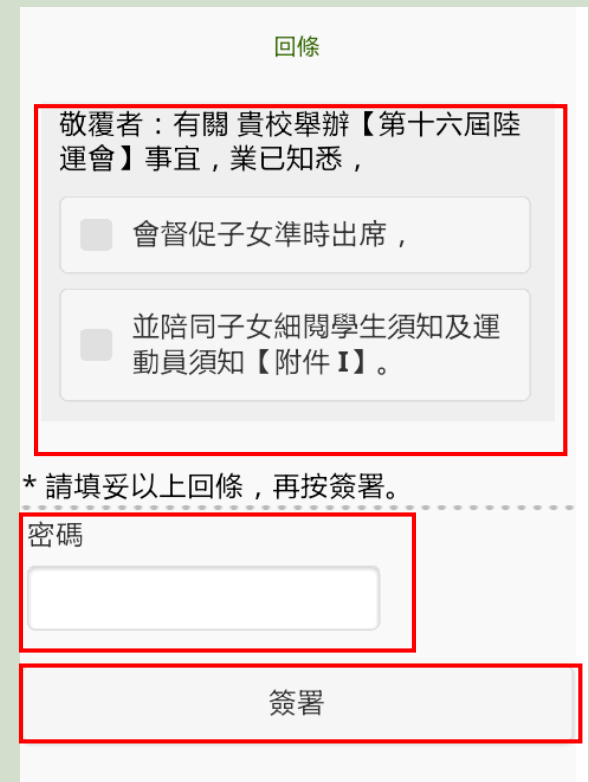 回條
敬覆者：有關 貴校舉辦【第十六屆陸
運會】事宜，業已知悉，
會督促子女準時出席，
並陪同子女細閱學生須知及運
動員須知【附件 I】。
* 請填妥以上回條，再按簽署。
密碼
簽署